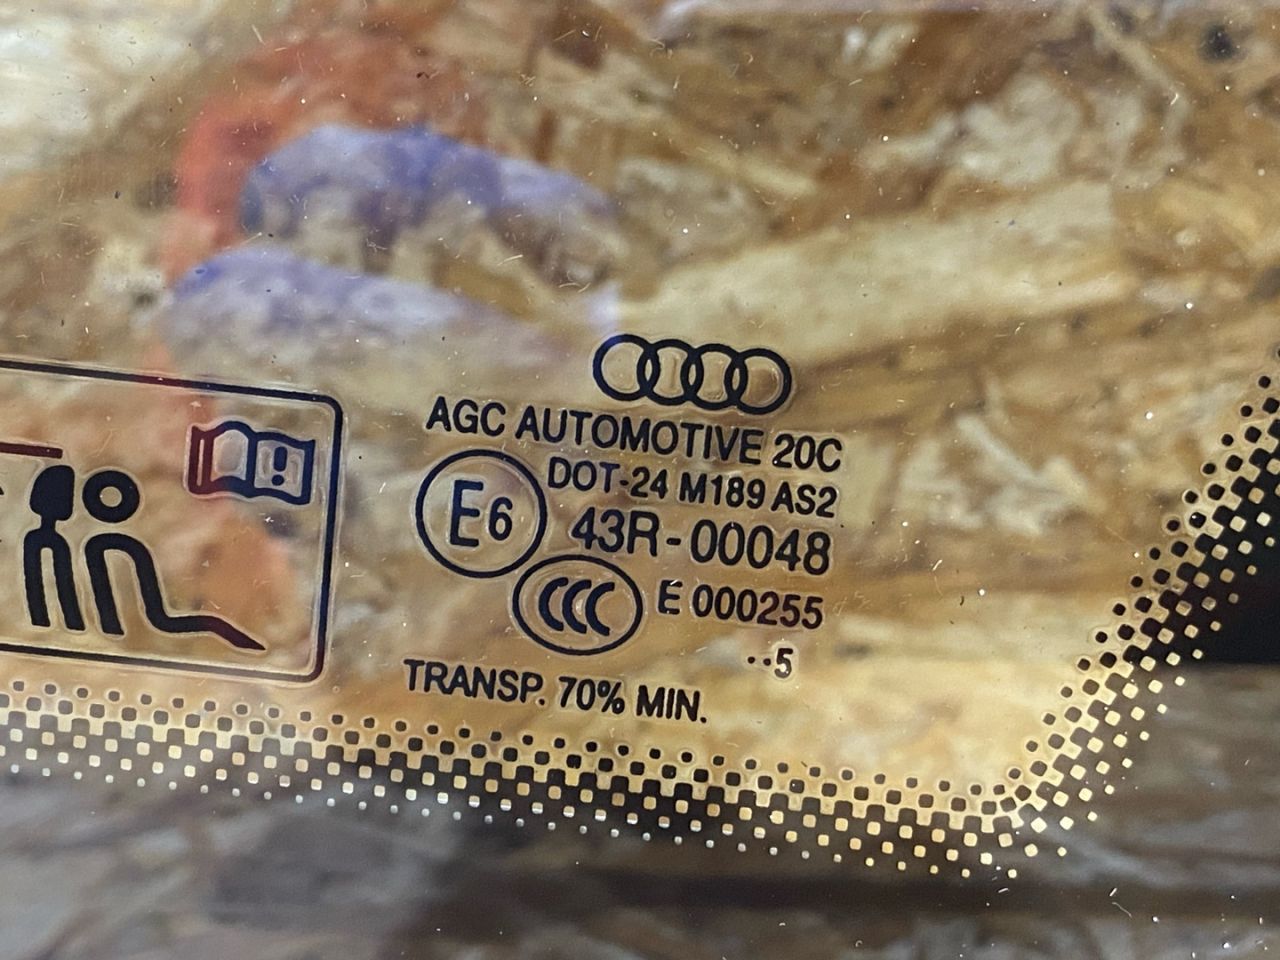 AGC AUTOMOTIVE 20C
DOT-24 M189 AS2
E6 43R-00048
CCC E 000255
··5
TRANSP. 70% MIN.